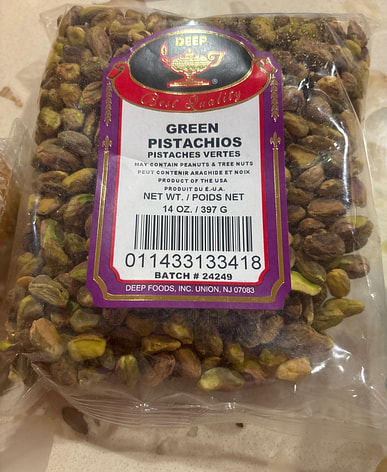 DEEP
Best Quality
GREEN
PISTACHIOS
PISTACHES VERTES
MAY CONTAIN PEANUTS & TREE NUTS
PEUT CONTENIR ARACHIDE ET NOIX
PRODUCT OF THE USA
PRODUIT DU E.-U.A.
NET WT. / POIDS NET
14 OZ. / 397 G
011433133418
BATCH # 24249
DEEP FOODS, INC. UNION, NJ 07083